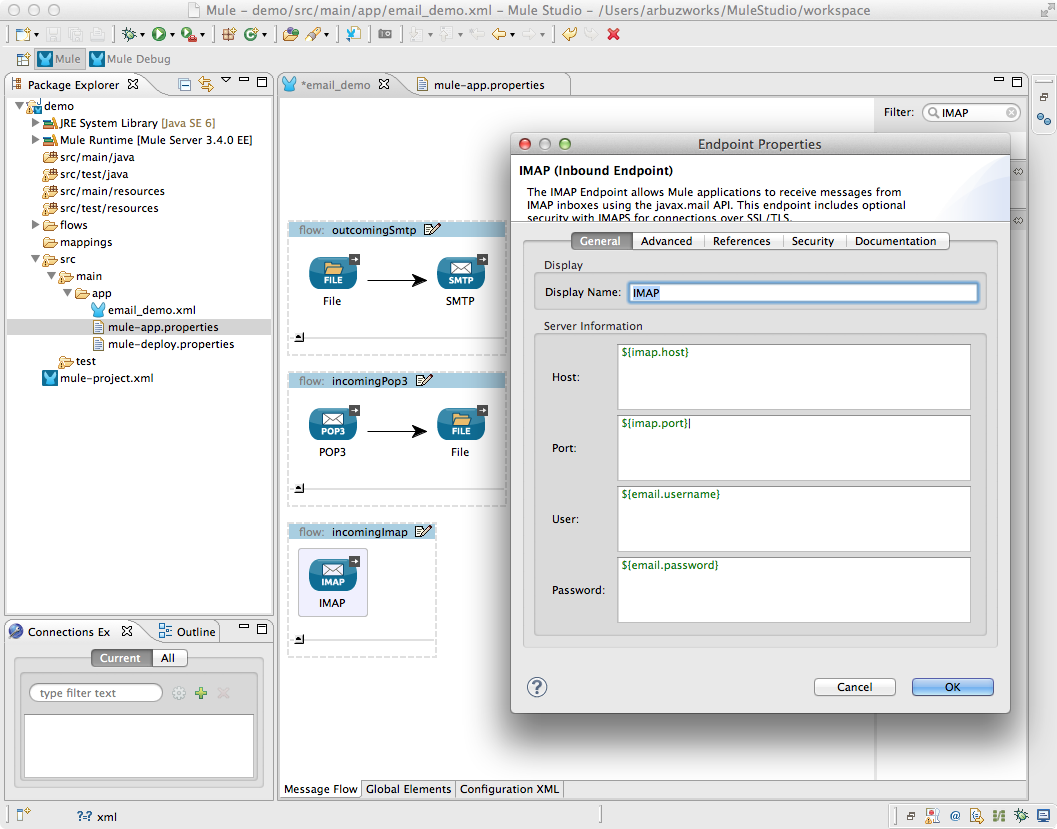 Mule – demo/src/main/app/email_demo.xml – Mule Studio – /Users/arbuzworks/MuleStudio/workspace
Mule
Mule Debug
Package Explorer
demo
JRE System Library [Java SE 6]
Mule Runtime [Mule Server 3.4.0 EE]
src/main/java
src/test/java
src/main/resources
src/test/resources
flows
mappings
src
main
app
email_demo.xml
mule-app.properties
mule-deploy.properties
test
mule-project.xml
Connections Ex
Outline
Current
All
type filter text
*email_demo
mule-app.properties
Filter:
IMAP
flow: outcomingSmtp
FILE
SMTP
File
SMTP
flow: incomingPop3
POP3
FILE
POP3
File
flow: incomingImap
IMAP
IMAP
Message Flow
Global Elements
Configuration XML
Endpoint Properties
IMAP (Inbound Endpoint)
The IMAP Endpoint allows Mule applications to receive messages from
IMAP inboxes using the javax.mail API. This endpoint includes optional
security with IMAPS for connections over SSL/TLS.
General
Advanced
References
Security
Documentation
Display
Display Name:
IMAP
Server Information
Host:
${imap.host}
Port:
${imap.port}
User:
${email.username}
Password:
${email.password}
?
Cancel
OK
?-? xml